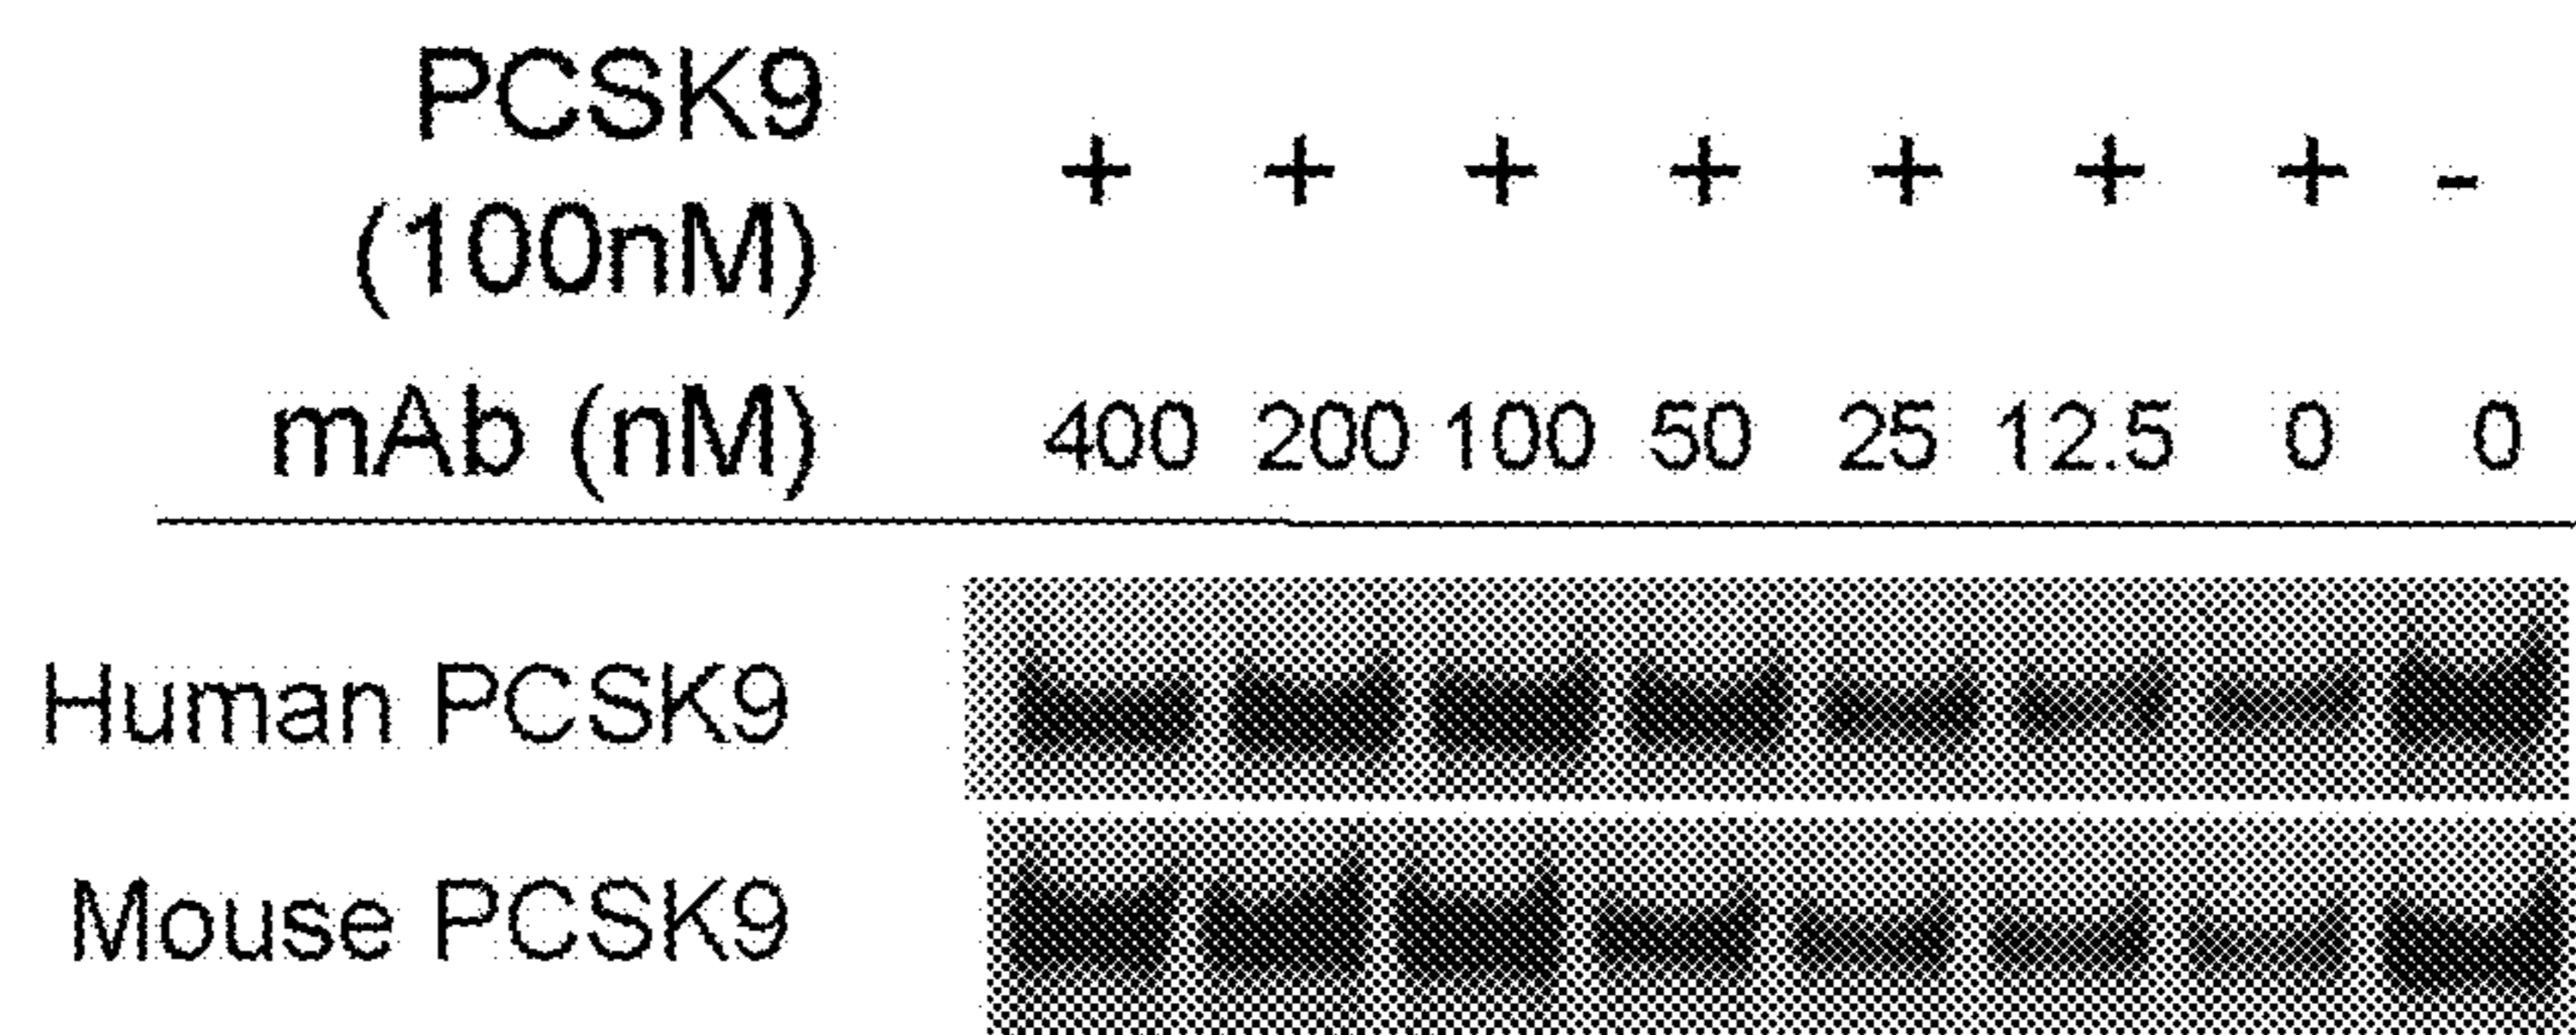 PCSK9
(100nM) + + + + + + + -
mAb (nM) 400 200 100 50 25 12.5 0 0
Human PCSK9
Mouse PCSK9